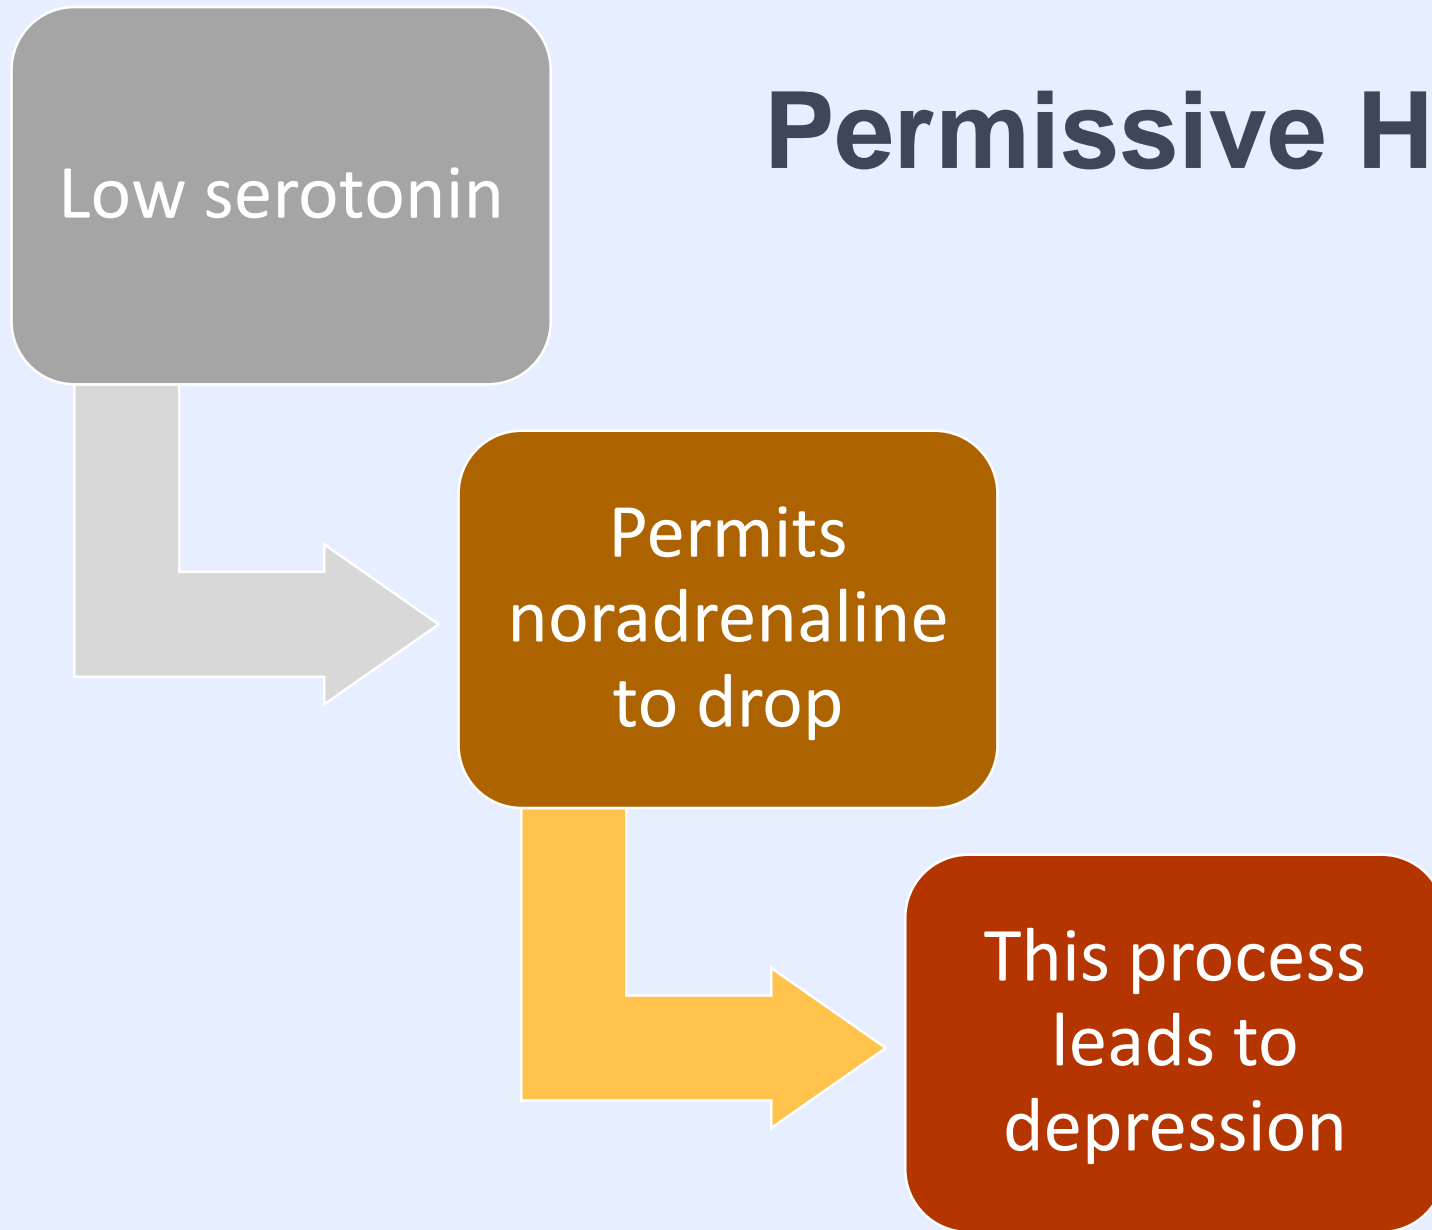 Permissive H
Low serotonin
Permits
noradrenaline
to drop
This process
leads to
depression